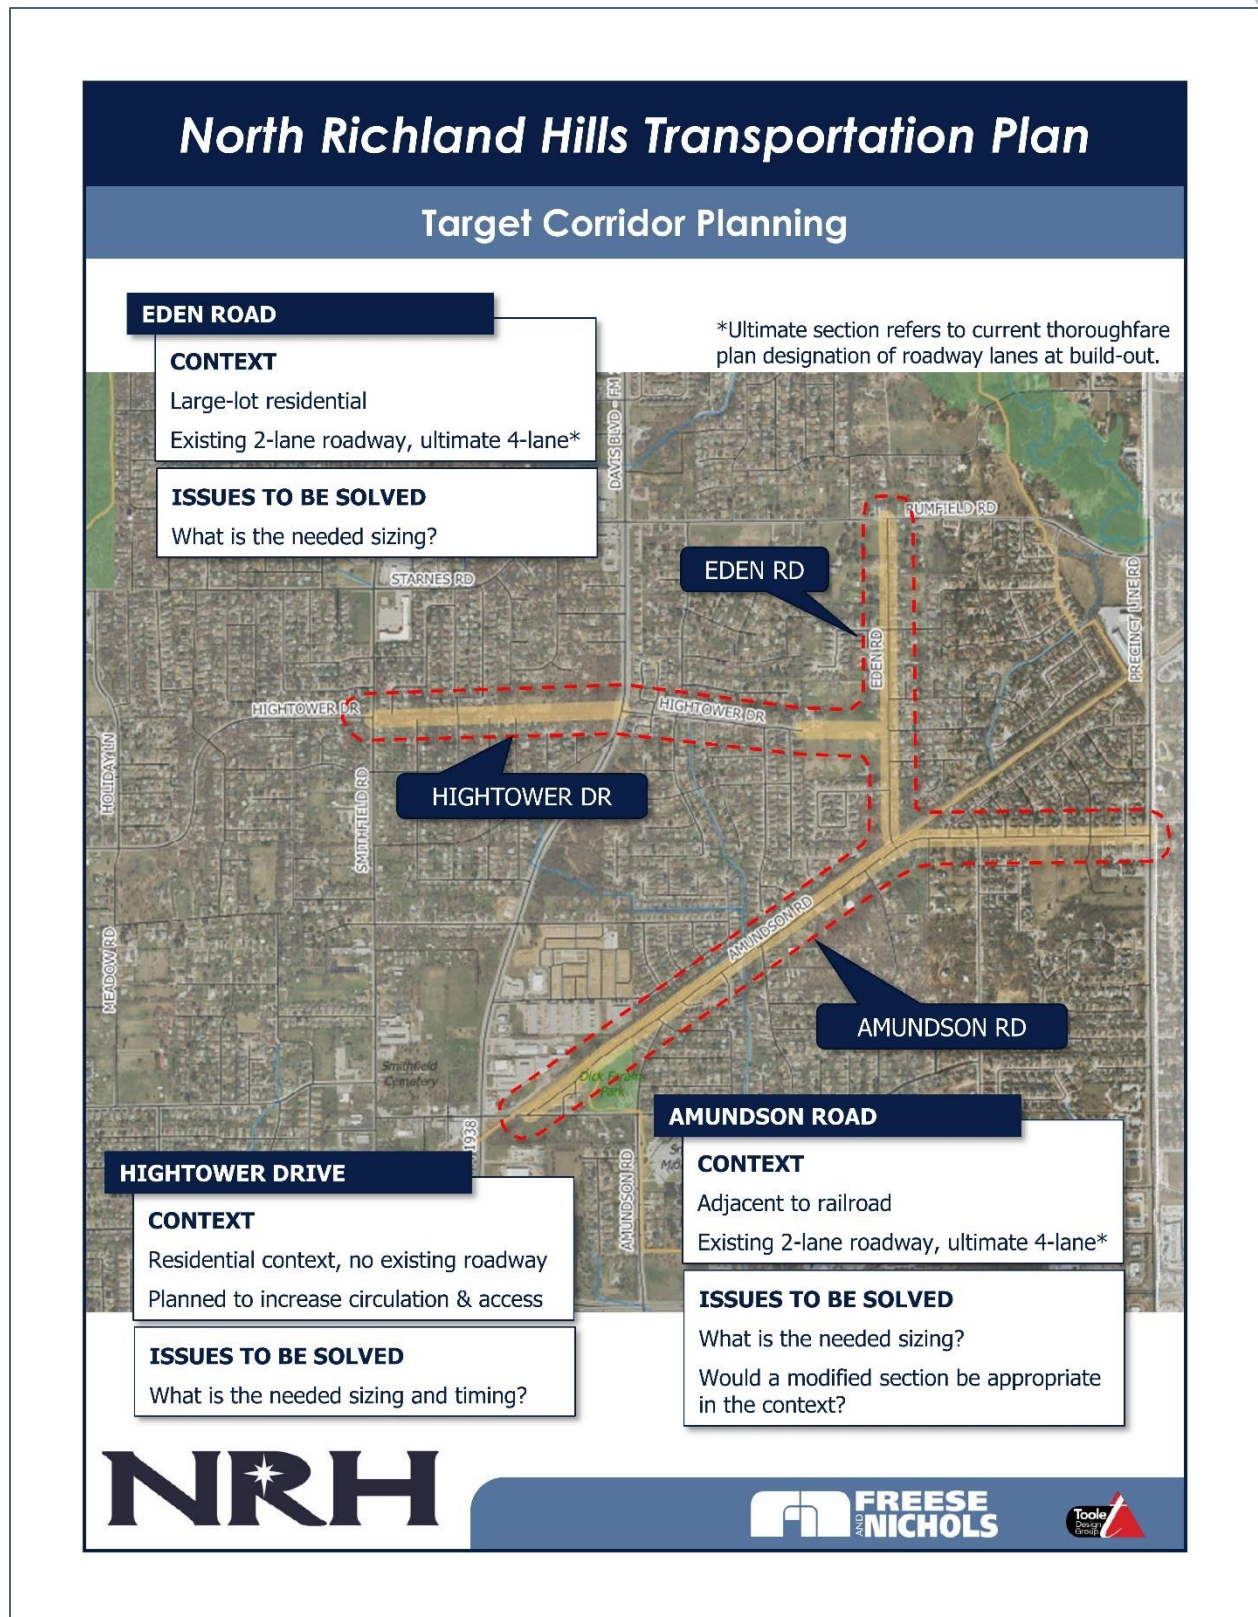 North Richland Hills Transportation Plan
Target Corridor Planning
EDEN ROAD
CONTEXT
Large-lot residential
Existing 2-lane roadway, ultimate 4-lane*
ISSUES TO BE SOLVED
What is the needed sizing?
*Ultimate section refers to current thoroughfare
plan designation of roadway lanes at build-out.
DAVIS BLVD - FM
RUMFIELD RD
STARNES RD
EDEN RD
EDEN RD
PRECINCT LINE RD
HIGHTOWER DR
HIGHTOWER DR
HOLIDAY LN
HIGHTOWER DR
SMITHFIELD RD
AMUNDSON RD
MEADOW RD
AMUNDSON RD
Smithfield
Cemetery
Dick
Park
1938
AMUNDSON RD
HIGHTOWER DRIVE
CONTEXT
Residential context, no existing roadway
Planned to increase circulation & access
ISSUES TO BE SOLVED
What is the needed sizing and timing?
AMUNDSON ROAD
CONTEXT
Adjacent to railroad
Existing 2-lane roadway, ultimate 4-lane*
ISSUES TO BE SOLVED
What is the needed sizing?
Would a modified section be appropriate
in the context?
NRH
FREESE
AND NICHOLS
Toole
Design
Group